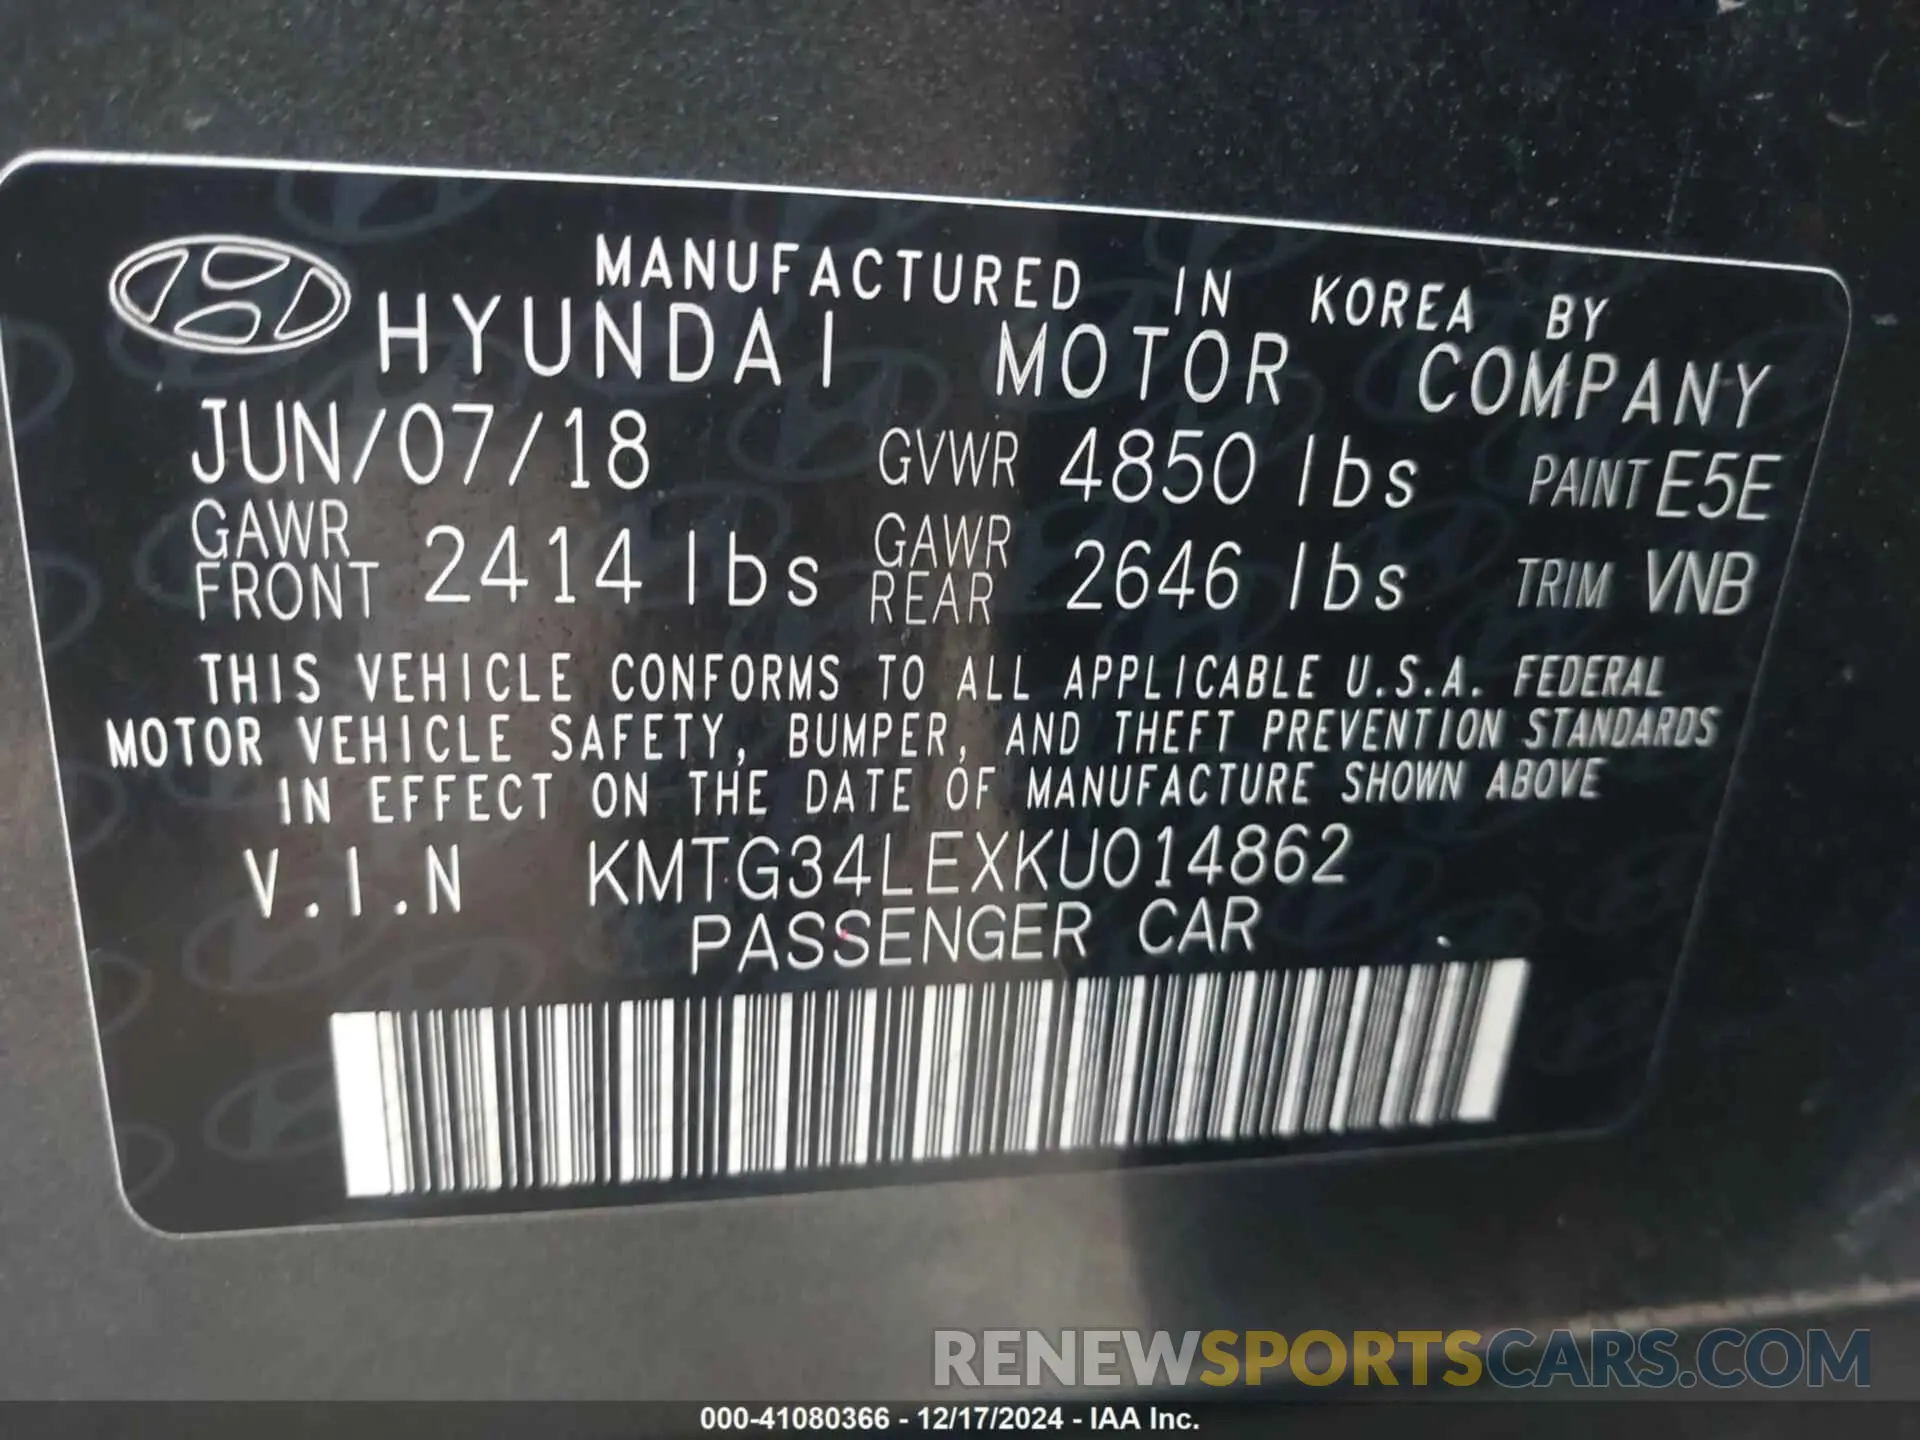 MANUFACTURED IN KOREA BY
HYUNDAI MOTOR COMPANY
JUN/07/18 GVWR 4850 lbs PAINT E5E
GAWR FRONT 2414 lbs GAWR REAR 2646 lbs TRIM VNB
THIS VEHICLE CONFORMS TO ALL APPLICABLE U.S.A. FEDERAL
MOTOR VEHICLE SAFETY, BUMPER, AND THEFT PREVENTION STANDARDS
IN EFFECT ON THE DATE OF MANUFACTURE SHOWN ABOVE
V.I.N KMTG34LEXKU014862
PASSENGER CAR
RENEWSPORTSCARS.COM
000-41080366 - 12/17/2024 - IAA Inc.